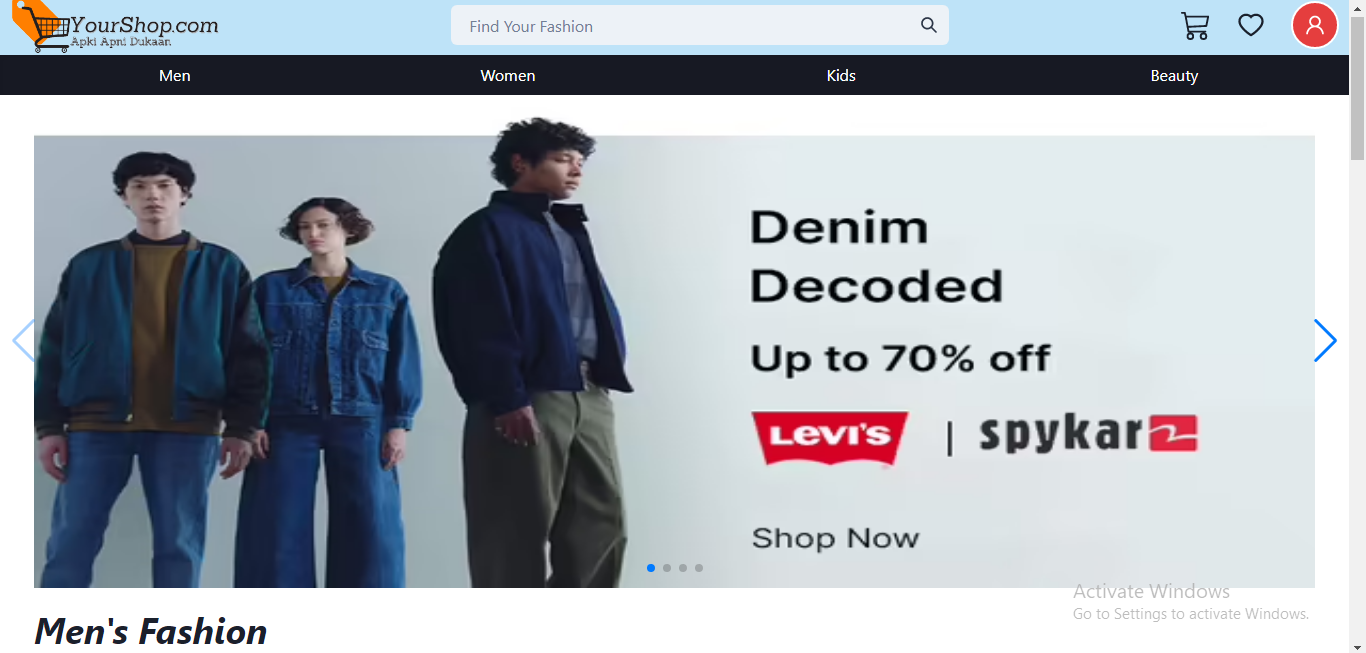 YourShop.com
Apki Apni Dukaan.
Find Your Fashion
Men Women Kids Beauty
Denim
Decoded
Up to 70% off
Levi's | spykar
Shop Now
Activate Windows
Go to Settings to activate Windows.
Men's Fashion